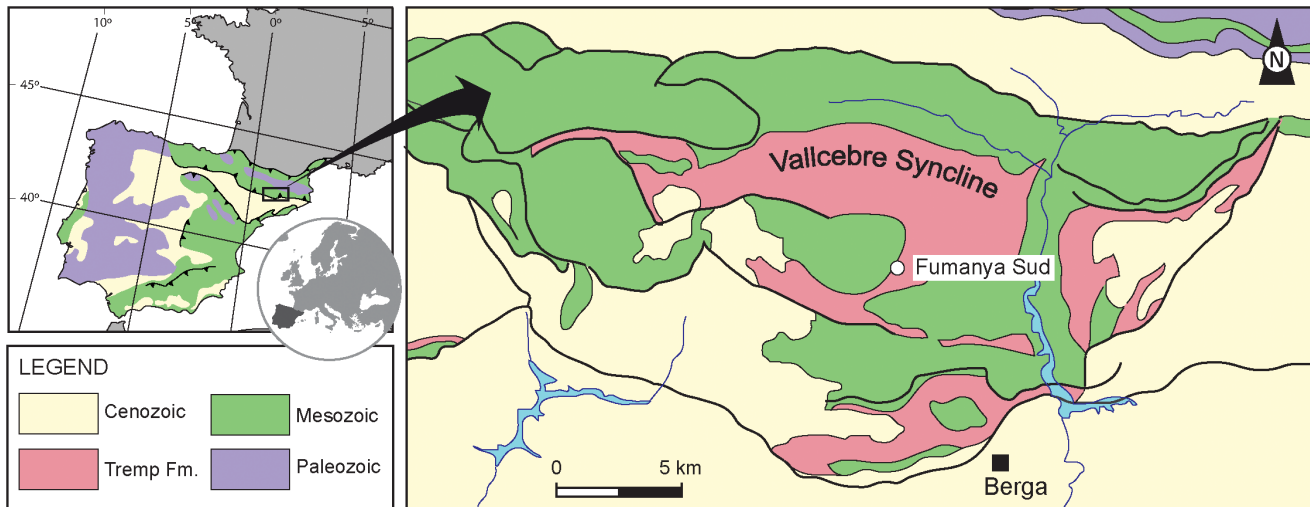 10º
5º
0º
5º
45º
40º
LEGEND
Cenozoic
Mesozoic
Tremp Fm.
Paleozoic
N
Vallcebre Syncline
Fumanya Sud
0
5 km
Berga